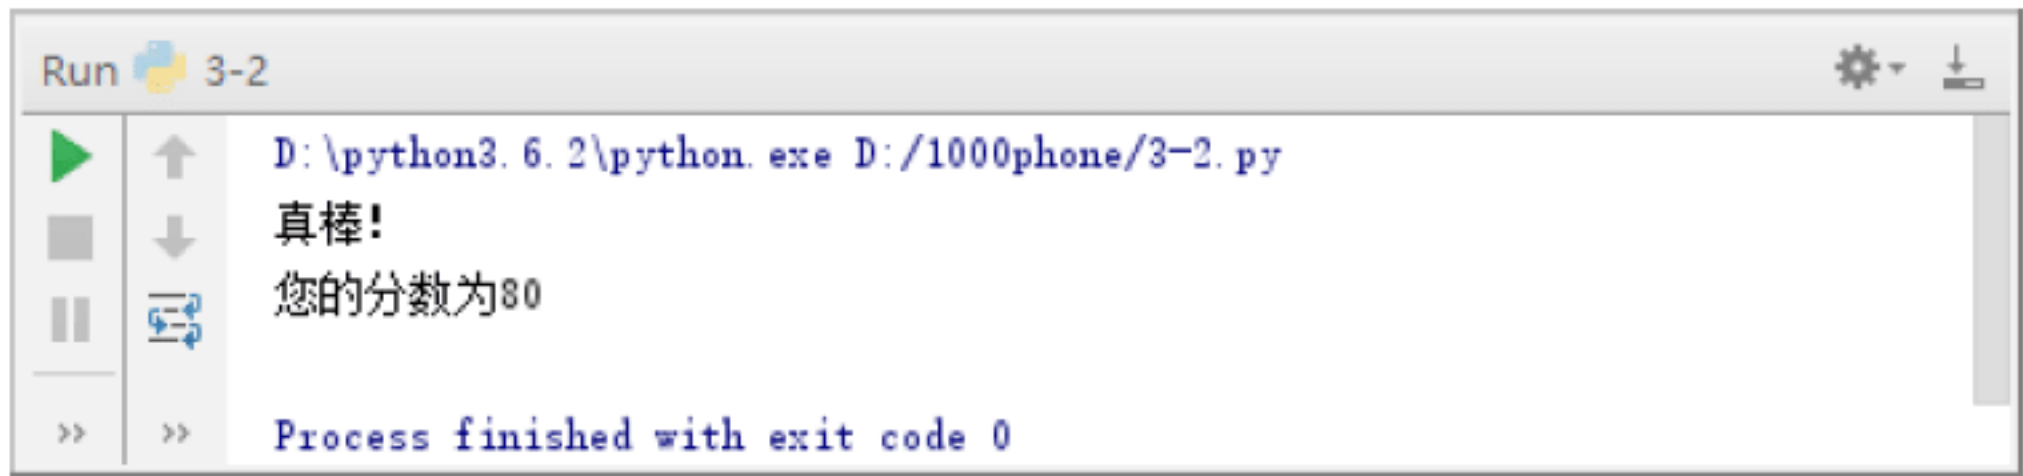 Run 3-2
D:\python3.6.2\python.exe D:/1000phone/3-2.py
真棒!
您的分数为80
Process finished with exit code 0